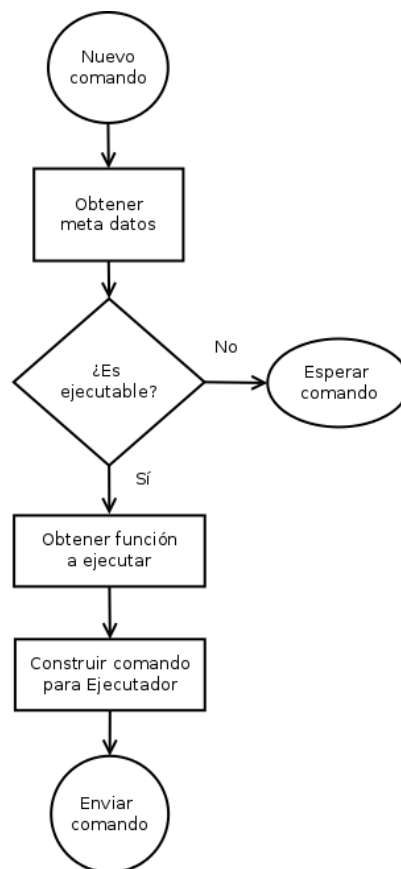 Nuevo
comando
Obtener
meta datos
¿Es
ejecutable?
No
Esperar
comando
Sí
Obtener función
a ejecutar
Construir comando
para Ejecutador
Enviar
comando